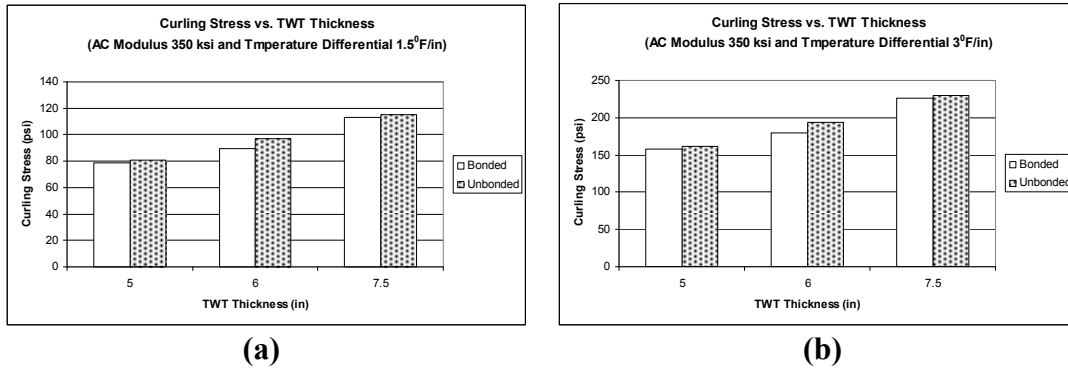 Curling Stress vs. TWT Thickness
(AC Modulus 350 ksi and Tmperature Differential 1.5⁰F/in)
140
120
100
80
60
40
20
0
Curling Stress (psi)
5
6
7.5
TWT Thickness (in)
Bonded
Unbonded
(a)
Curling Stress vs. TWT Thickness
(AC Modulus 350 ksi and Tmperature Differential 3⁰F/in)
250
200
150
100
50
0
Curling Stress (psi)
5
6
7.5
TWT Thickness (in)
Bonded
Unbonded
(b)